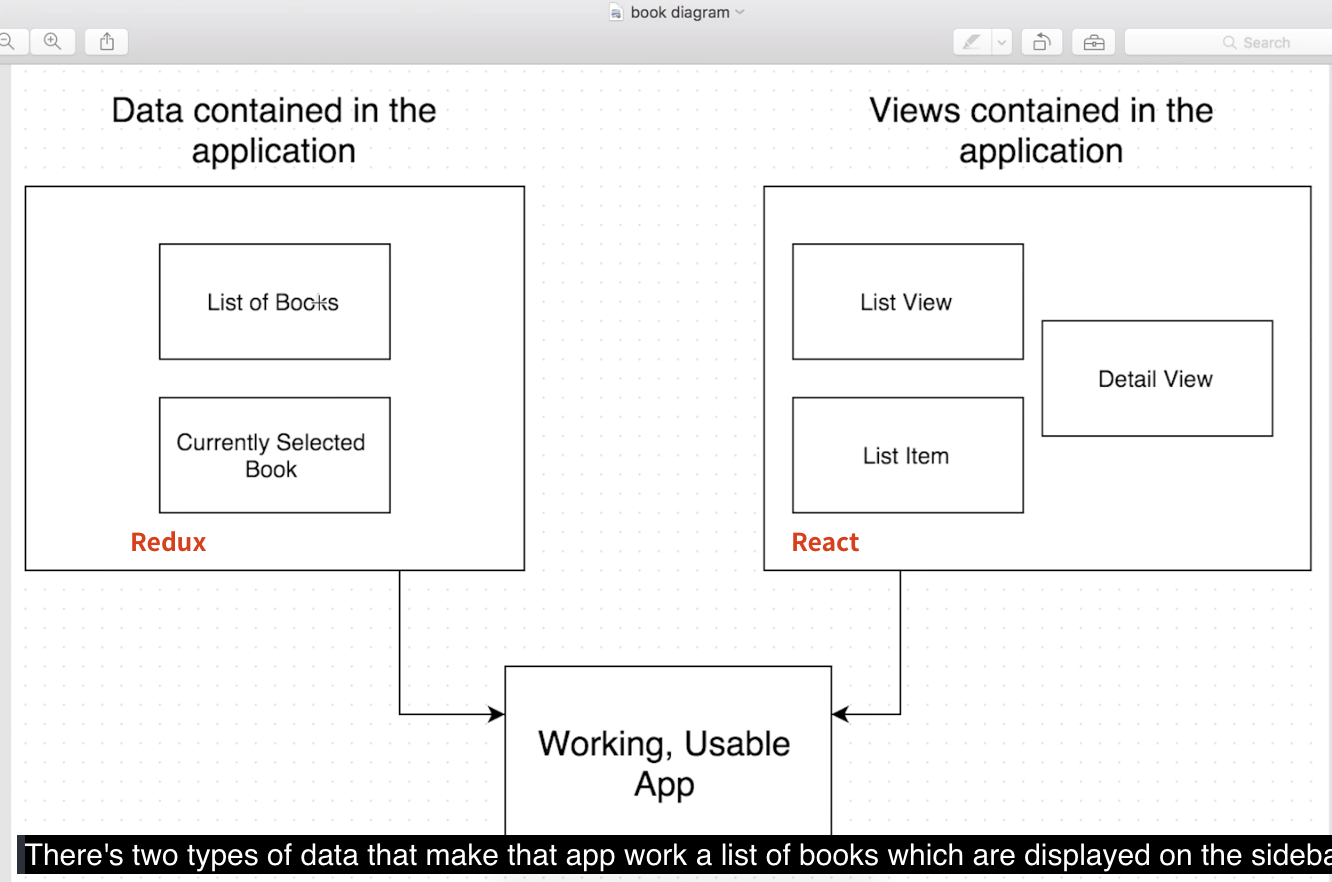 book diagram
Search
Data contained in the
application
Views contained in the
application
List of Books
List View
Detail View
Currently Selected
Book
List Item
Redux
React
Working, Usable
App
There's two types of data that make that app work a list of books which are displayed on the